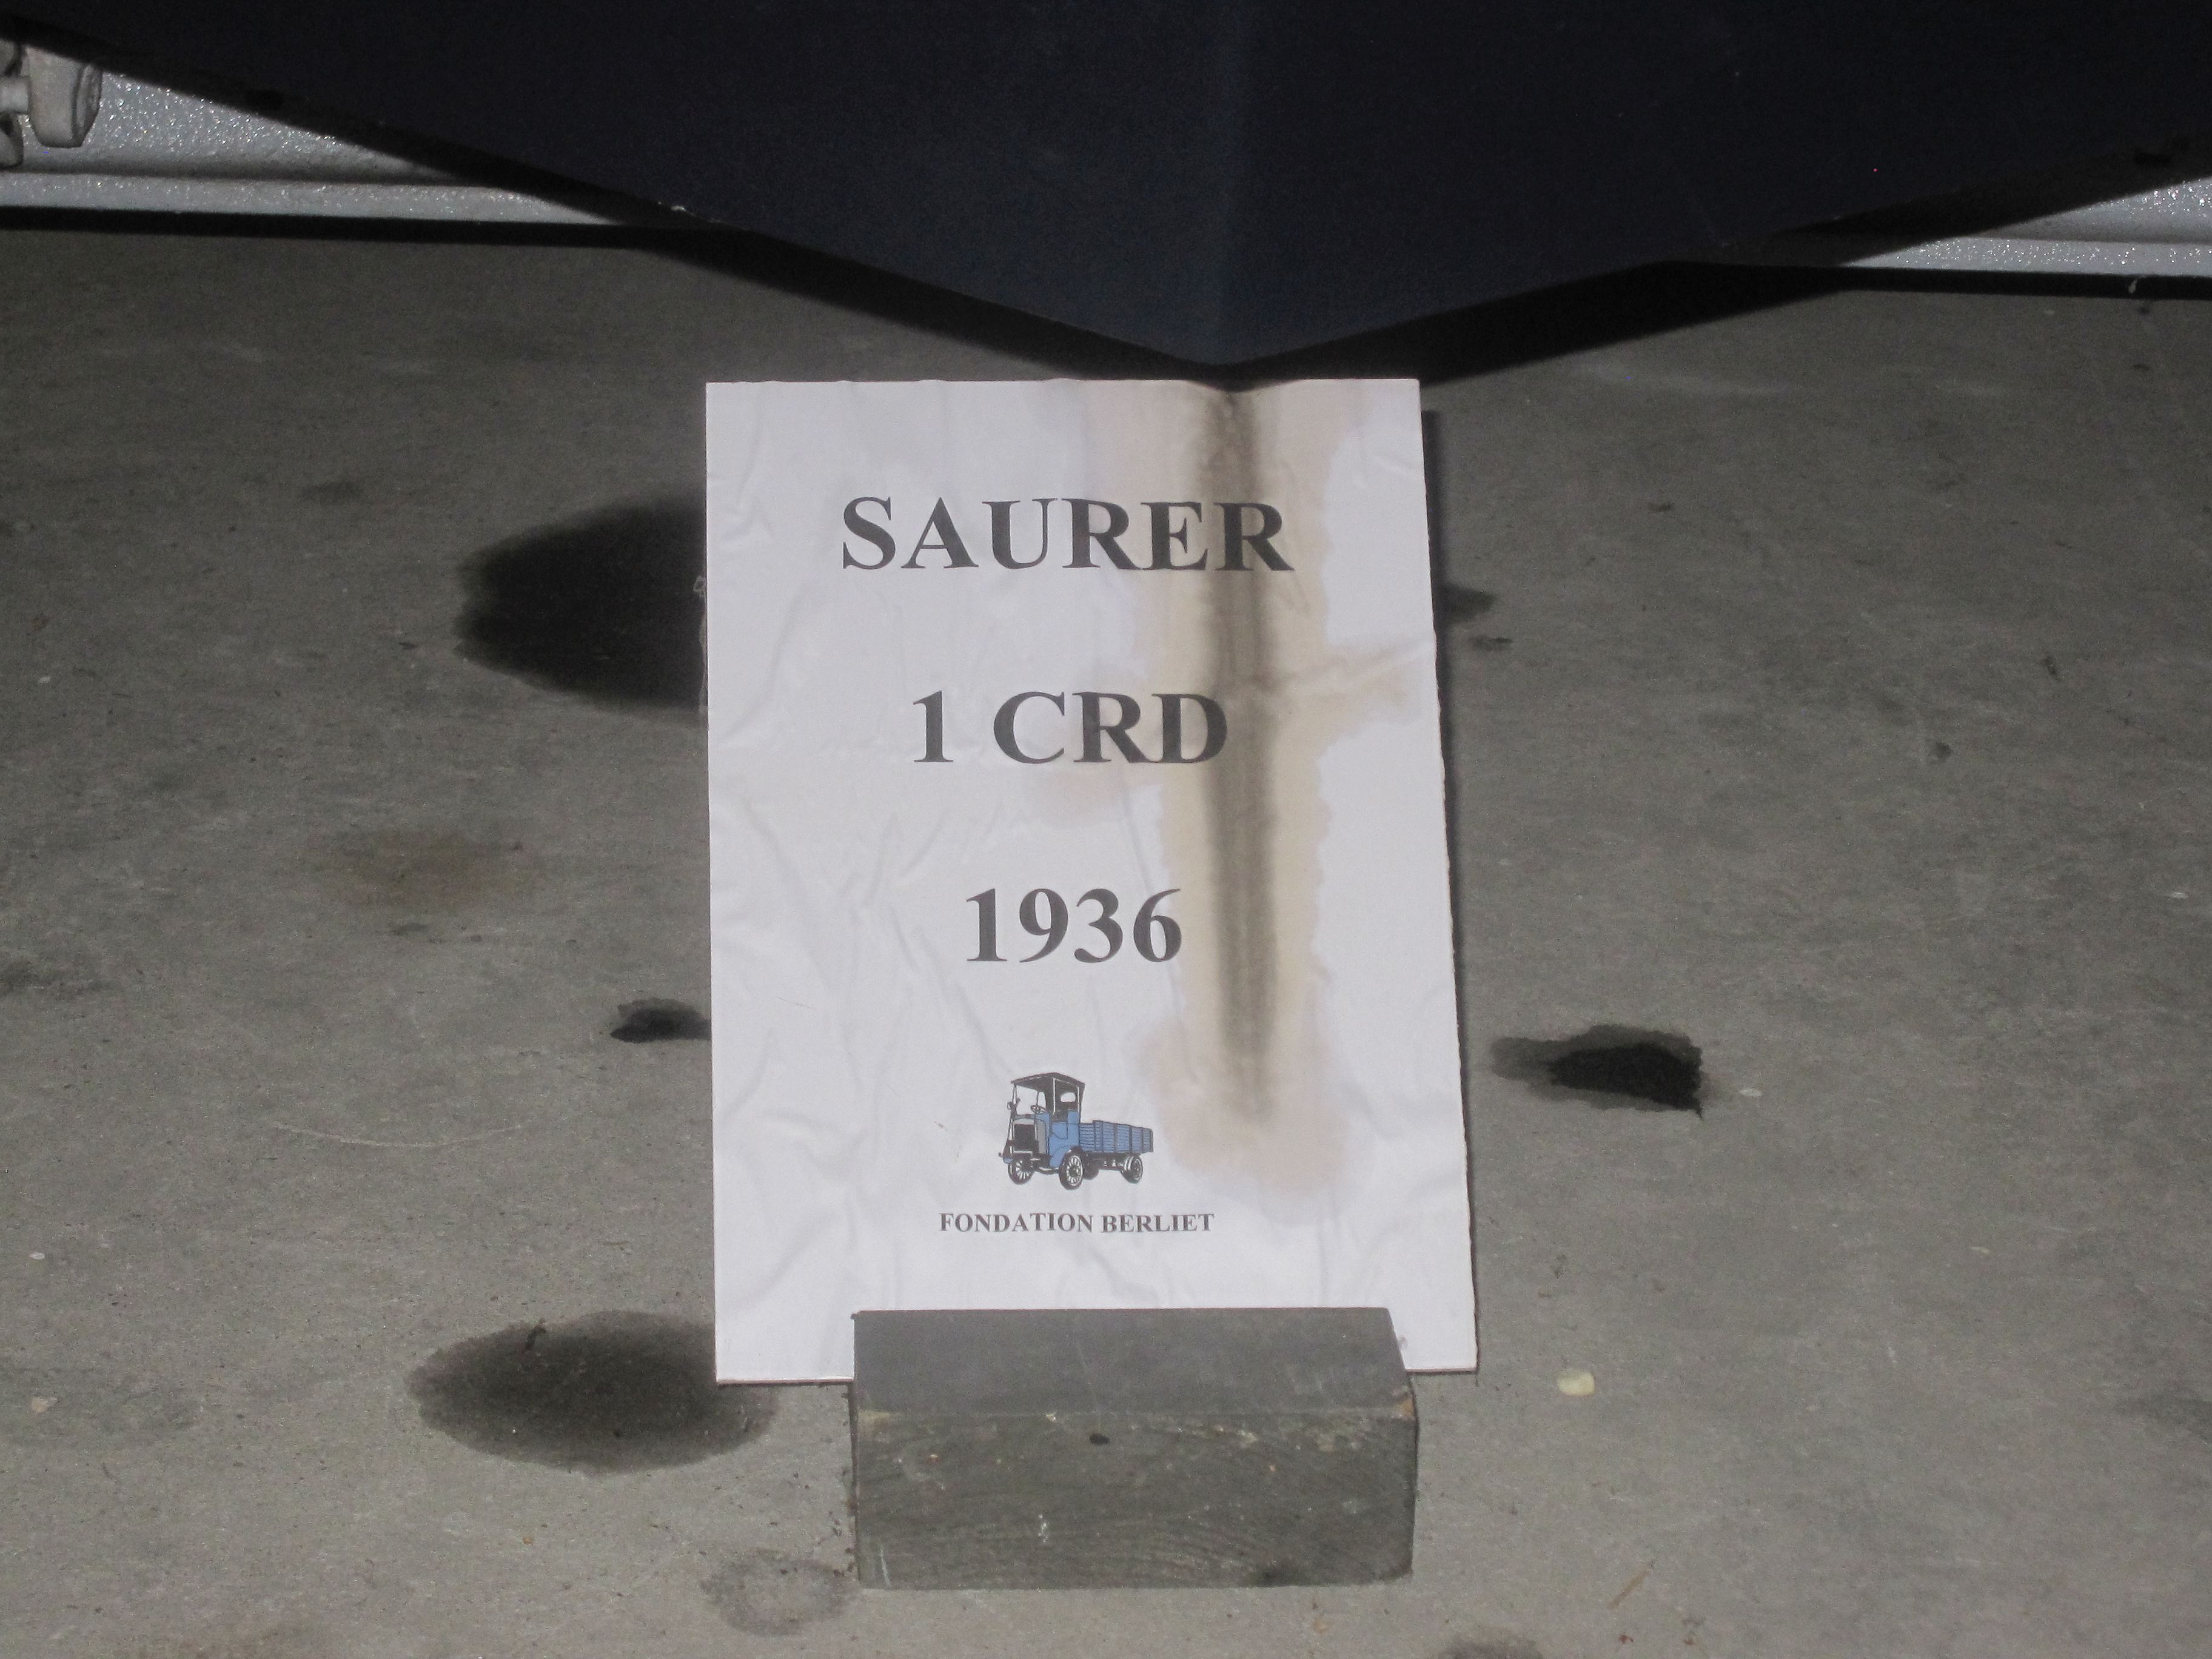 SAURER
1 CRD
1936
FONDATION BERLIET